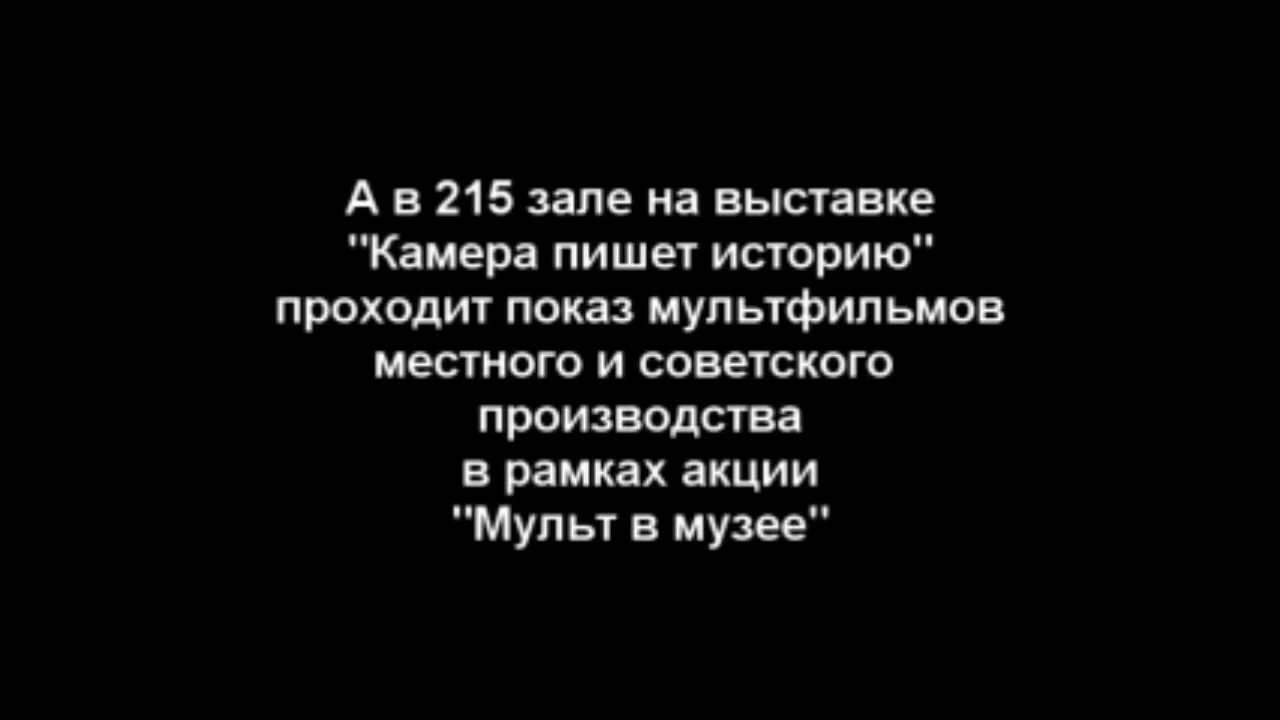 А в 215 зале на выставке
"Камера пишет историю"
проходит показ мультфильмов
местного и советского
производства
в рамках акции
"Мульт в музее"